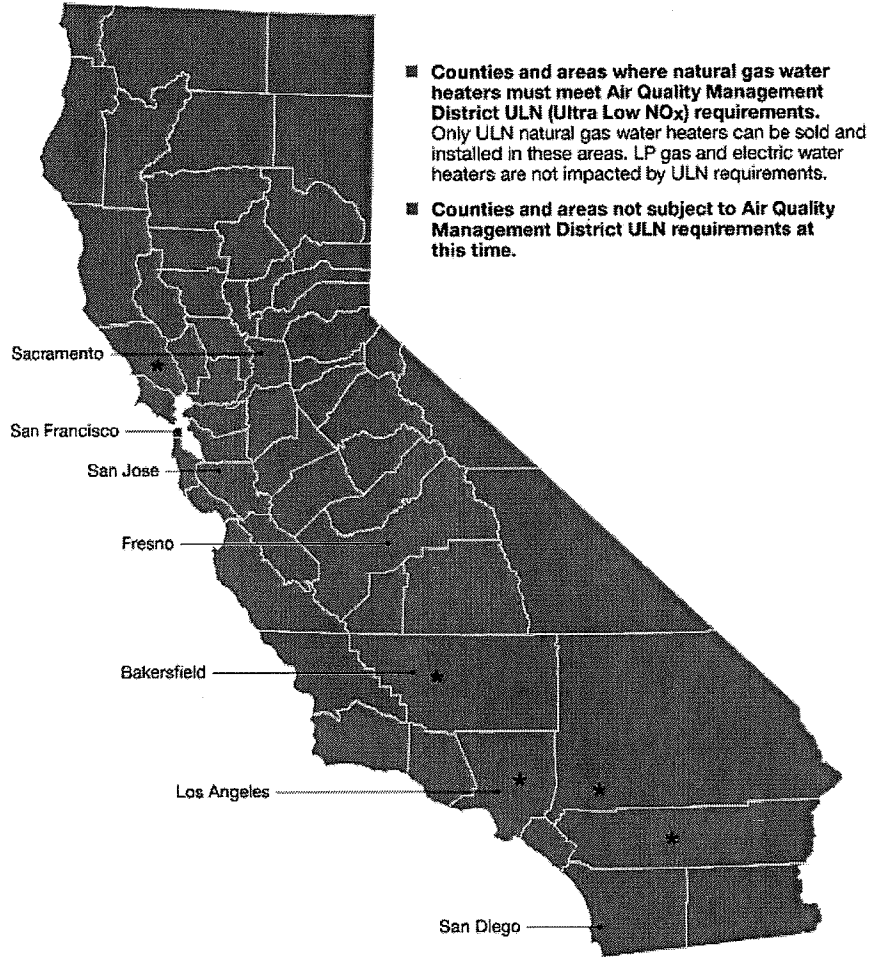 ■ Counties and areas where natural gas water
heaters must meet Air Quality Management
District ULN (Ultra Low NOx) requirements.
Only ULN natural gas water heaters can be sold and
installed in these areas. LP gas and electric water
heaters are not impacted by ULN requirements.
■ Counties and areas not subject to Air Quality
Management District ULN requirements at
this time.
Sacramento
San Francisco
San Jose
Fresno
Bakersfield
Los Angeles
San Diego